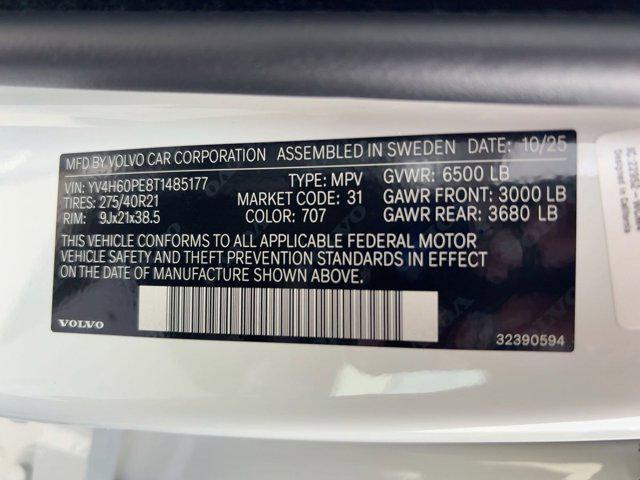 MFD BY VOLVO CAR CORPORATION ASSEMBLED IN SWEDEN DATE: 10/25
VIN: YV4H60PE8T1485177 TYPE: MPV GVWR: 6500 LB
TIRES: 275/40R21 MARKET CODE: 31 GAWR FRONT: 3000 LB
RIM: 9Jx21x38.5 COLOR: 707 GAWR REAR: 3680 LB
THIS VEHICLE CONFORMS TO ALL APPLICABLE FEDERAL MOTOR
VEHICLE SAFETY AND THEFT PREVENTION STANDARDS IN EFFECT
ON THE DATE OF MANUFACTURE SHOWN ABOVE.
VOLVO 32390594
Designed in California